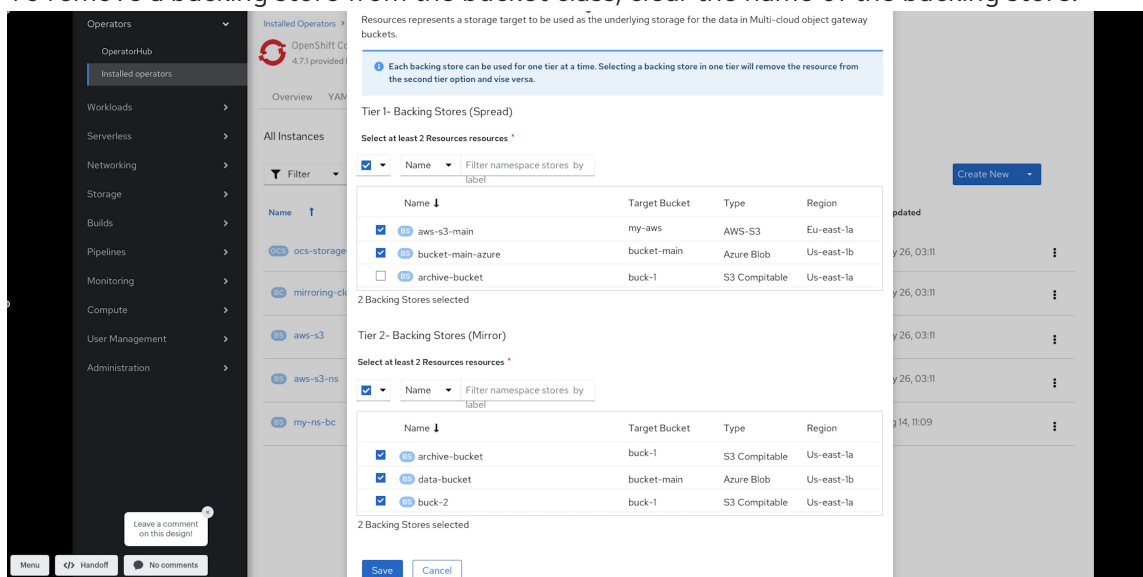 To remove a backing store from the bucket class, clear the name of the backing store.
Operators
OperatorHub
Installed operators
Workloads
Serverless
Networking
Storage
Builds
Pipelines
Monitoring
Compute
User Management
Administration
Leave a comment
on this design!
Menu
</> Handoff
No comments
Installed Operators >
OpenShift Co
4.7.1 provided
Overview YAM
All Instances
Filter
Create New
Name
pdated
OCS ocs-storage
y 26, 03:11
BC mirroring-clo
y 26, 03:11
BS aws-s3
y 26, 03:11
BS aws-s3-ns
y 26, 03:11
BS my-ns-bc
14, 11:09
Resources represents a storage target to be used as the underlying storage for the data in Multi-cloud object gateway
buckets.
Each backing store can be used for one tier at a time. Selecting a backing store in one tier will remove the resource from
the second tier option and vise versa.
Tier 1- Backing Stores (Spread)
Select at least 2 Resources resources *
Name Filter namespace stores by
label
Name Target Bucket Type Region
BS aws-s3-main my-aws AWS-S3 Eu-east-1a
BS bucket-main-azure bucket-main Azure Blob Us-east-1b
BS archive-bucket buck-1 S3 Compitable Us-east-1a
2 Backing Stores selected
Tier 2- Backing Stores (Mirror)
Select at least 2 Resources resources *
Name Filter namespace stores by
label
Name Target Bucket Type Region
BS archive-bucket buck-1 S3 Compitable Us-east-1a
BS data-bucket bucket-main Azure Blob Us-east-1b
BS buck-2 buck-1 S3 Compitable Us-east-1a
2 Backing Stores selected
Save Cancel